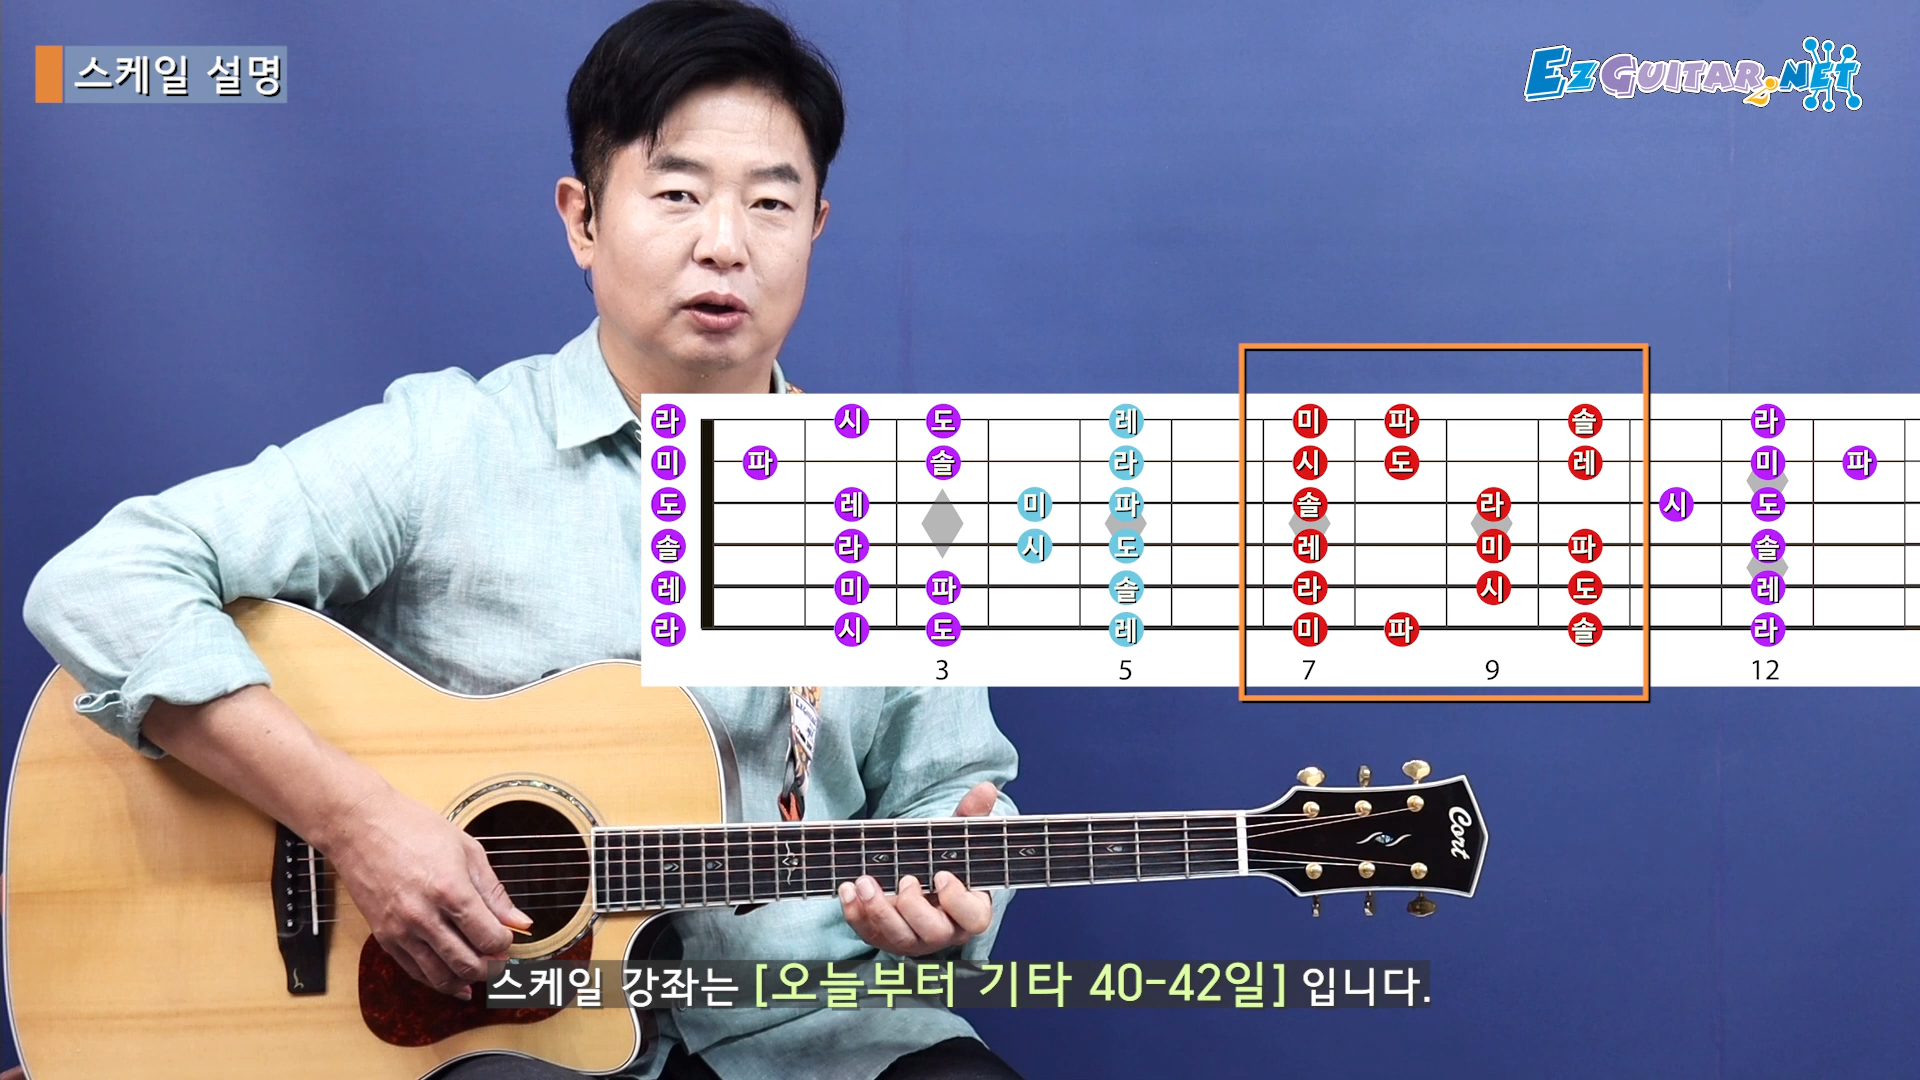 스케일 설명
EZGUITAR2.NET
라 시 도 레 미 파 솔 라
미 파 솔 라 시 도 레 미 파
도 레 미 파 솔 라 시 도
솔 라 시 도 레 미 파 솔
레 미 파 솔 라 시 도 레
라 시 도 레 미 파 솔 라
3 5 7 9 12
Cort
스케일 강좌는 [오늘부터 기타 40-42일] 입니다.